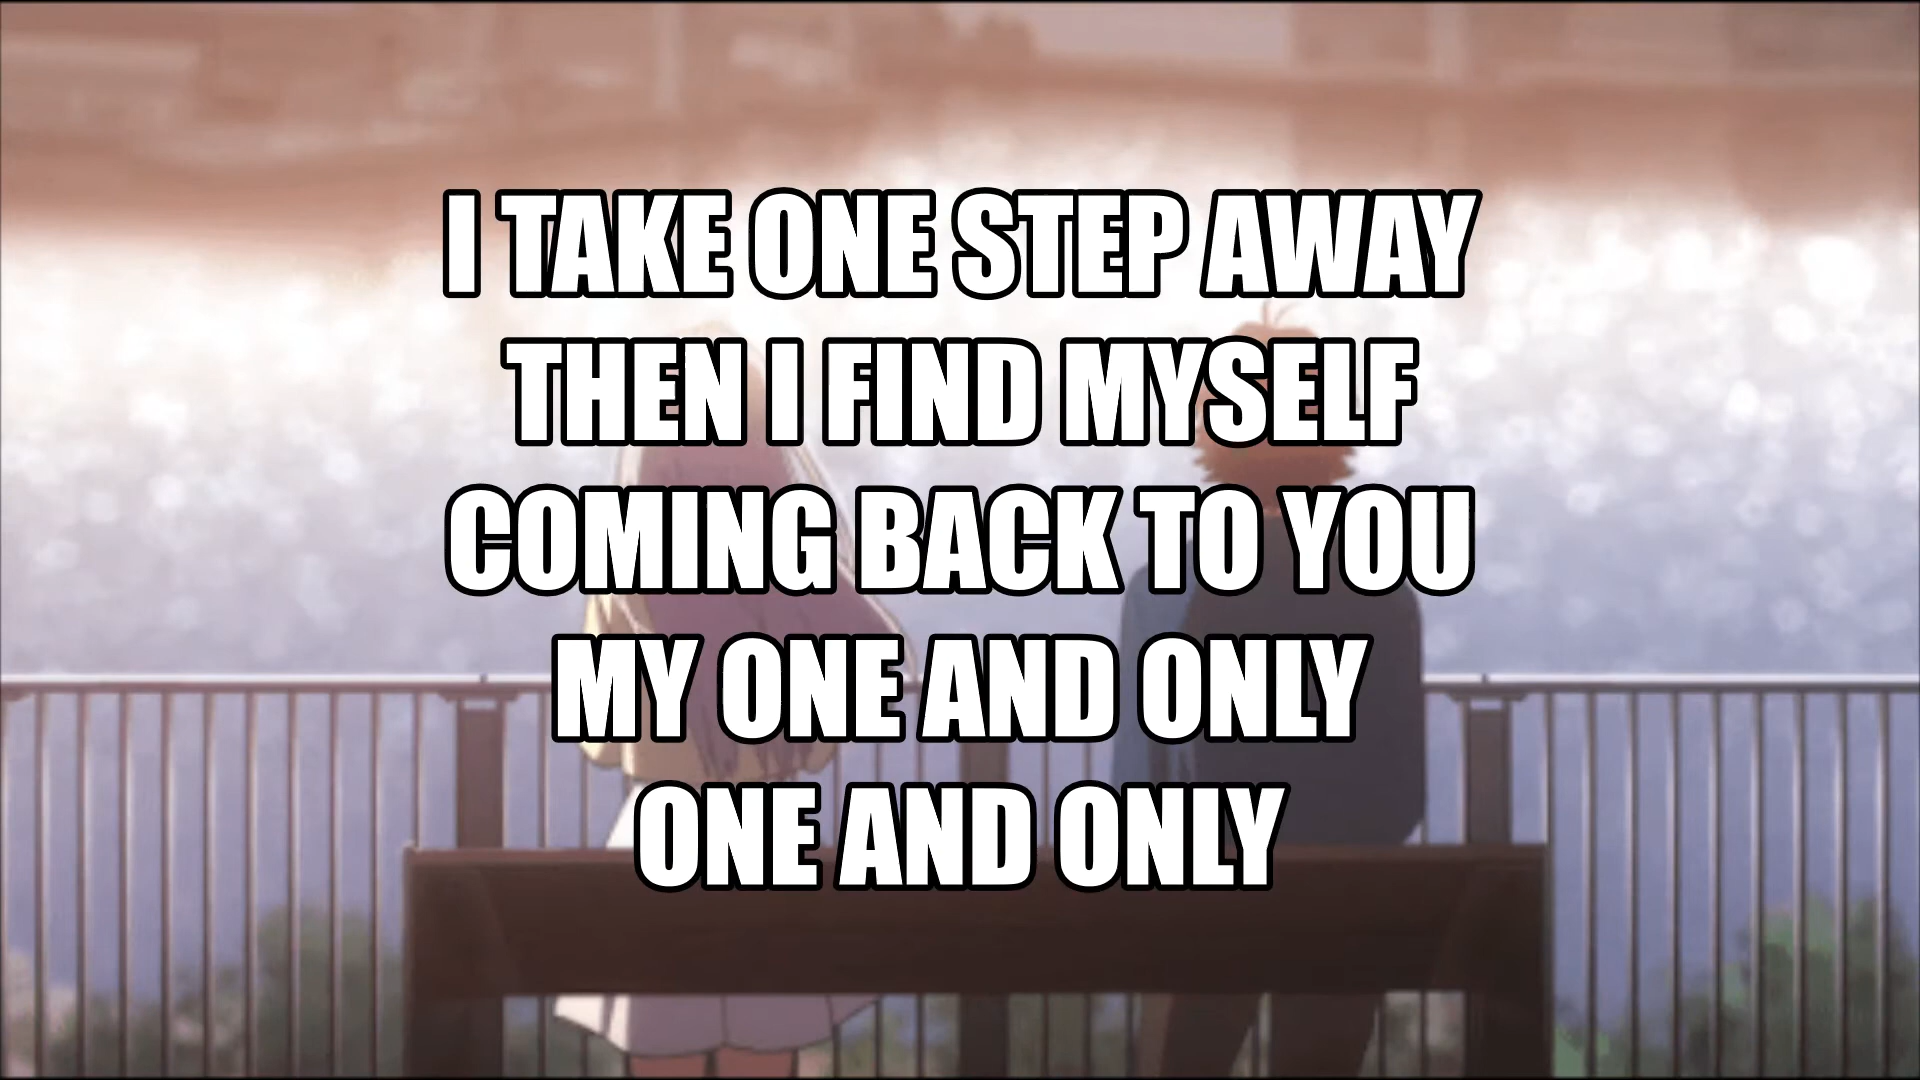 I TAKE ONE STEP AWAY
THEN I FIND MYSELF
COMING BACK TO YOU
MY ONE AND ONLY
ONE AND ONLY